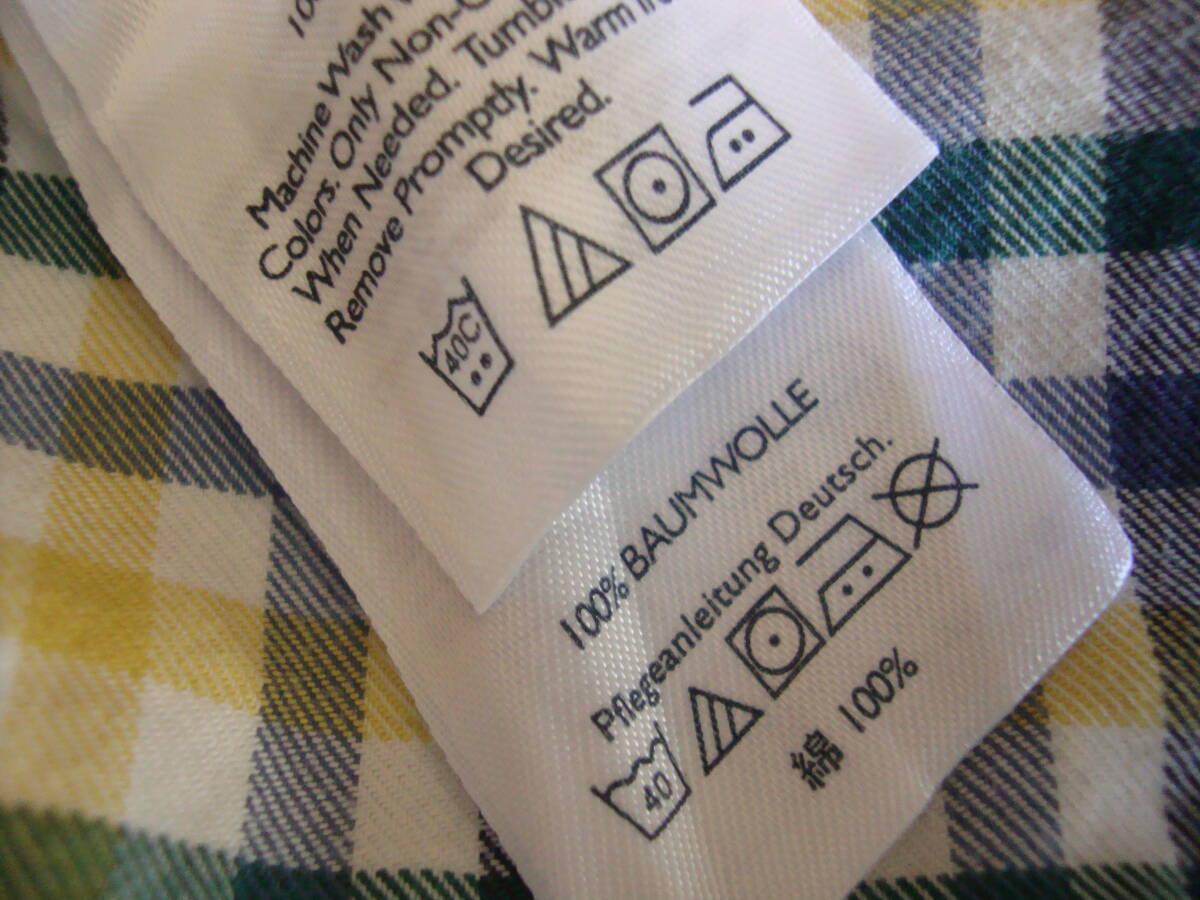 Machine Wash
Colors. Only Non-
When Needed. Tumble
Remove Promptly. Warm
Desired.
40C
100% BAUMWOLLE
Pflegeanleitung Deutsch.
40
綿 100%